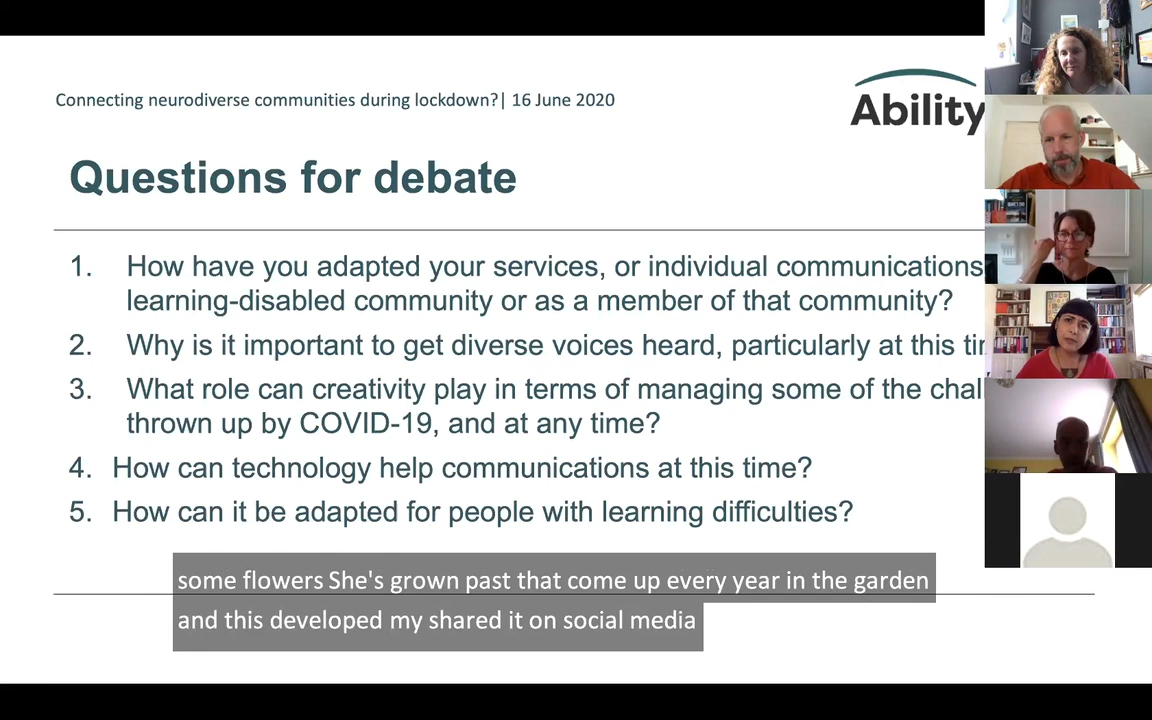 Connecting neurodiverse communities during lockdown?| 16 June 2020
Ability
Questions for debate
1. How have you adapted your services, or individual communications
learning-disabled community or as a member of that community?
2. Why is it important to get diverse voices heard, particularly at this
3. What role can creativity play in terms of managing some of the
thrown up by COVID-19, and at any time?
4. How can technology help communications at this time?
5. How can it be adapted for people with learning difficulties?
some flowers She's grown past that come up every year in the garden
and this developed my shared it on social media